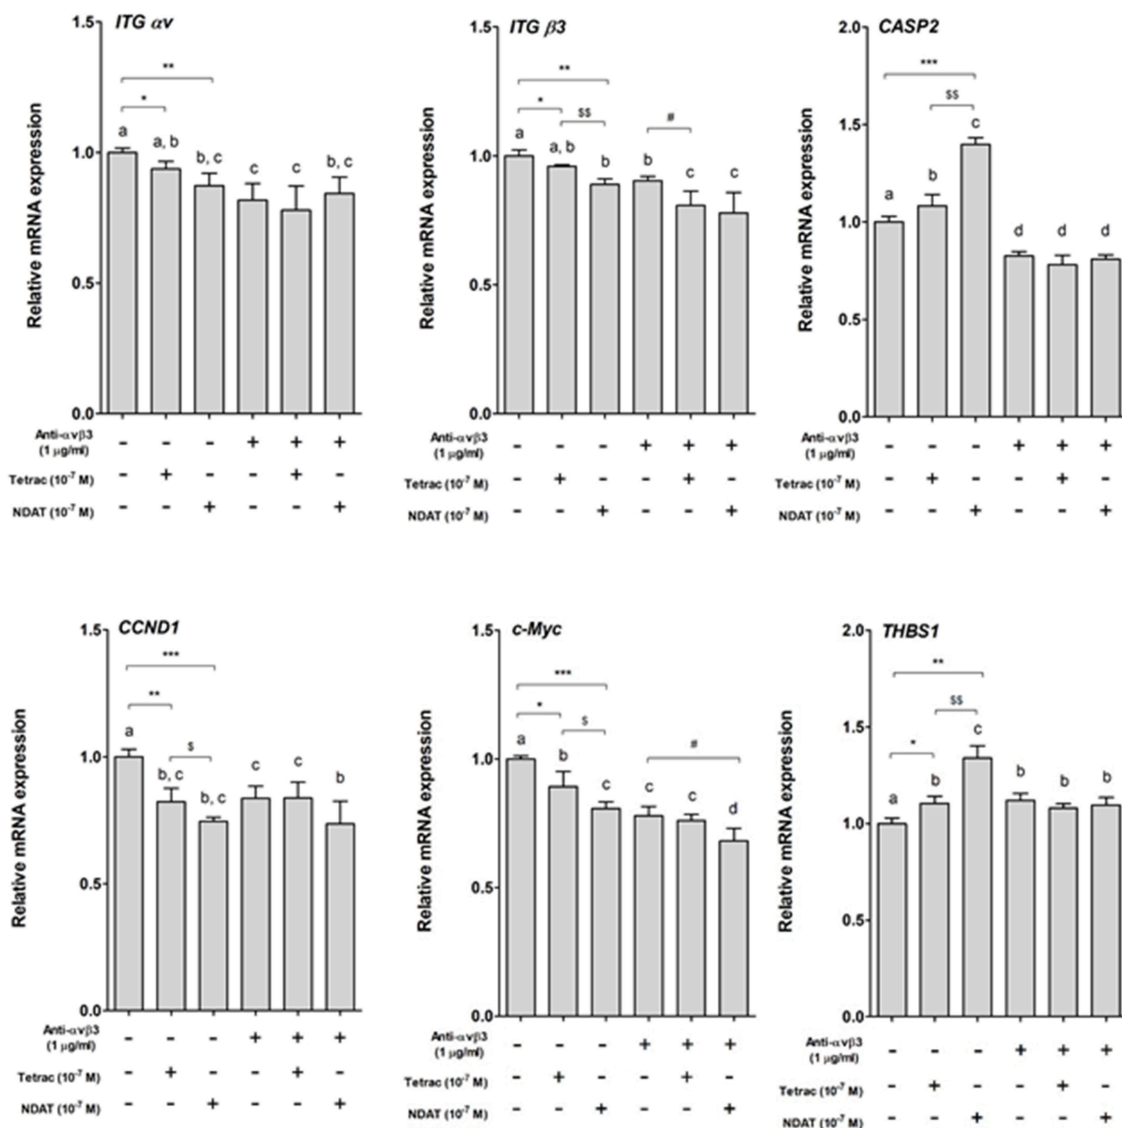 ITG αv
1.5
1.0
0.5
0.0
Relative mRNA expression
**
*
a
a, b
b, c
c
c
b, c
Anti-αvβ3
(1 µg/ml)
- - - + + +
Tetrac (10-7 M)
- + - - + -
NDAT (10-7 M)
- - + - - +
ITG β3
1.5
1.0
0.5
0.0
Relative mRNA expression
**
*
$$
#
a
a, b
b
b
c
c
Anti-αvβ3
(1 µg/ml)
- - - + + +
Tetrac (10-7 M)
- + - - + -
NDAT (10-7 M)
- - + - - +
CASP2
2.0
1.5
1.0
0.5
0.0
Relative mRNA expression
***
$$
a
b
c
d
d
d
Anti-αvβ3
(1 µg/ml)
- - - + + +
Tetrac (10-7 M)
- + - - + -
NDAT (10-7 M)
- - + - - +
CCND1
1.5
1.0
0.5
0.0
Relative mRNA expression
***
**
$
a
b, c
b, c
c
c
b
Anti-αvβ3
(1 µg/ml)
- - - + + +
Tetrac (10-7 M)
- + - - + -
NDAT (10-7 M)
- - + - - +
c-Myc
1.5
1.0
0.5
0.0
Relative mRNA expression
***
*
$
#
a
b
c
c
c
d
Anti-αvβ3
(1 µg/ml)
- - - + + +
Tetrac (10-7 M)
- + - - + -
NDAT (10-7 M)
- - + - - +
THBS1
2.0
1.5
1.0
0.5
0.0
Relative mRNA expression
**
$$
*
a
b
c
b
b
b
Anti-αvβ3
(1 µg/ml)
- - - + + +
Tetrac (10-7 M)
- + - - + -
NDAT (10-7 M)
- - + - - +